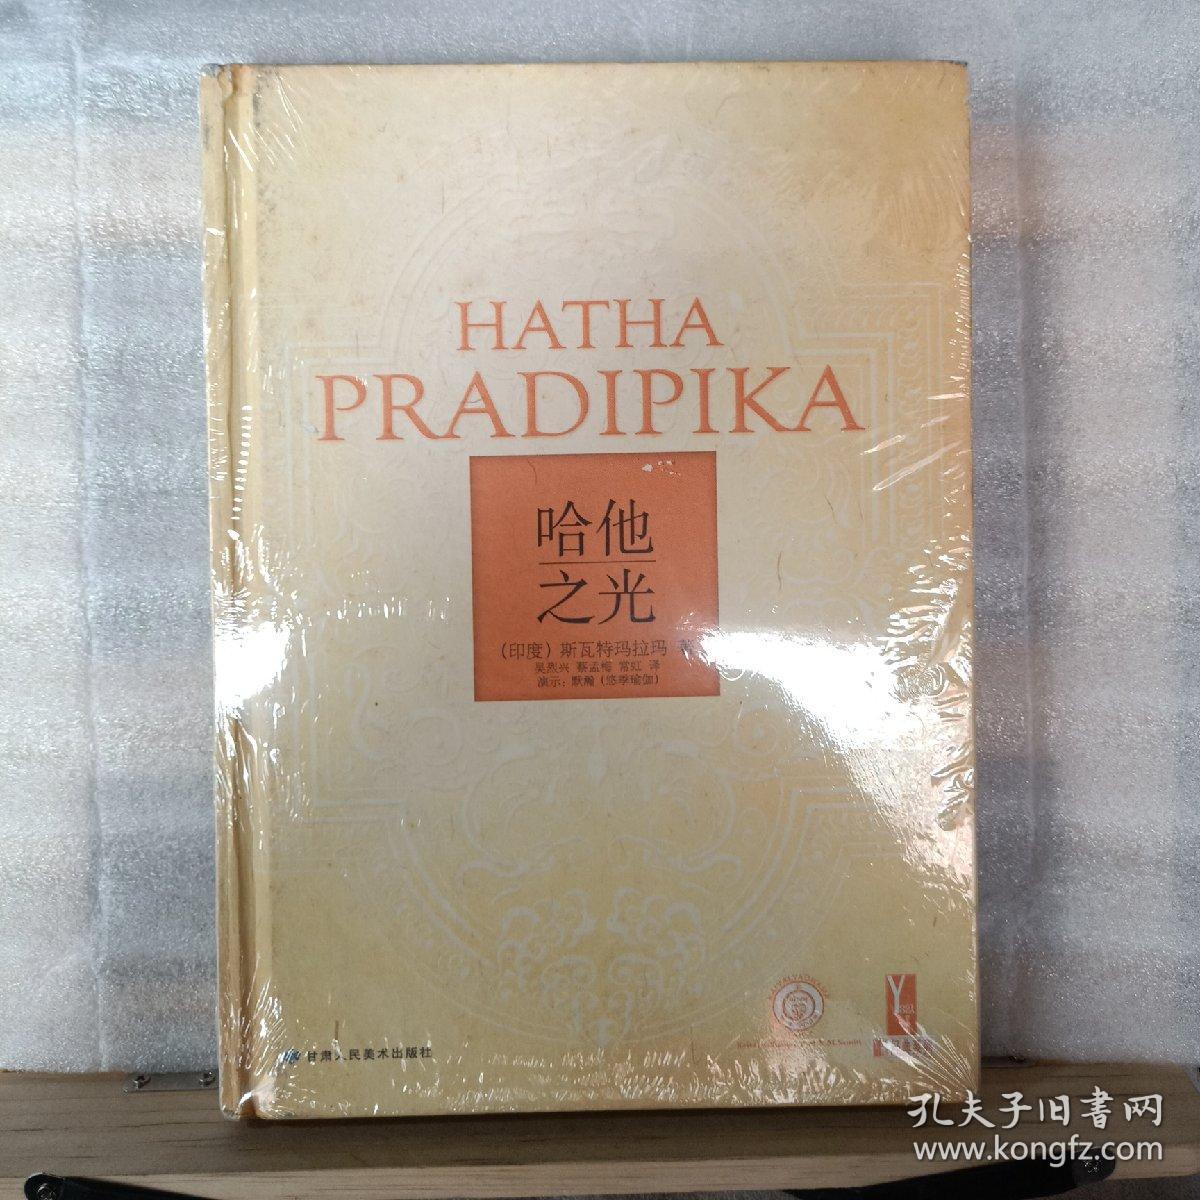 HATHA
PRADIPIKA
哈他
之光
(印度) 斯瓦特玛拉玛 著
吴烈兴 蔡孟梅 常虹 译
演示：默瀚（悠季瑜伽）
甘肃人民美术出版社
孔夫子旧書网
www.kongfz.com